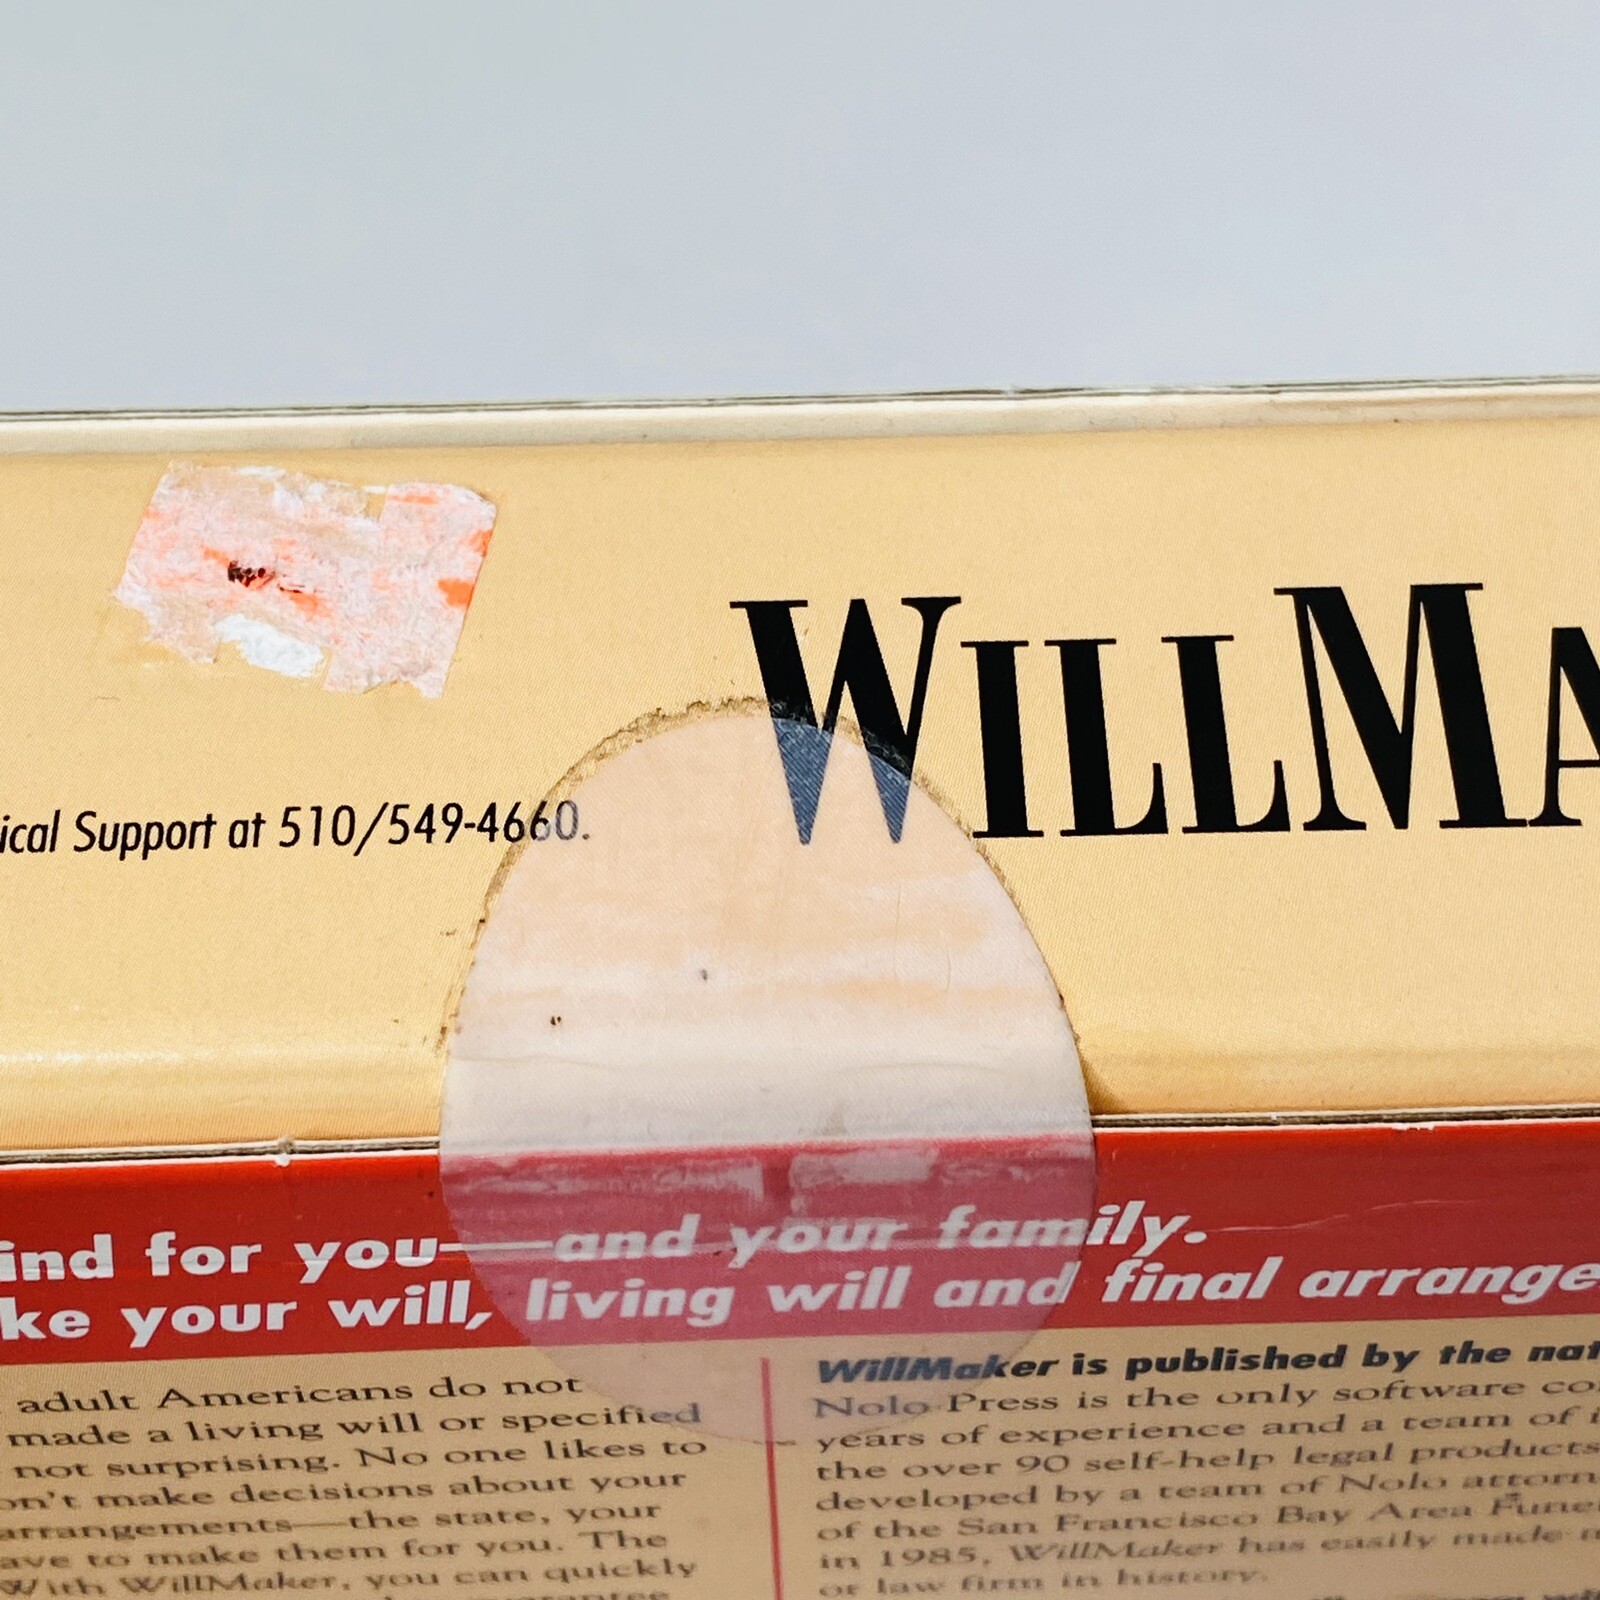 ical Support at 510/549-4660.
WILLMA
ind for you—and your family.
ke your will, living will and final arrange
adult Americans do not
made a living will or specified
not surprising. No one likes to
on't make decisions about your
arrangements—the state, your
ave to make them for you. The
With WillMaker, you can quickly
WillMaker is published by the nat
Nolo Press is the only software co
years of experience and a team of
the over 90 self-help legal products
developed by a team of Nolo attorn
of the San Francisco Bay Area Fune
in 1985, WillMaker has easily made
or law firm in history.